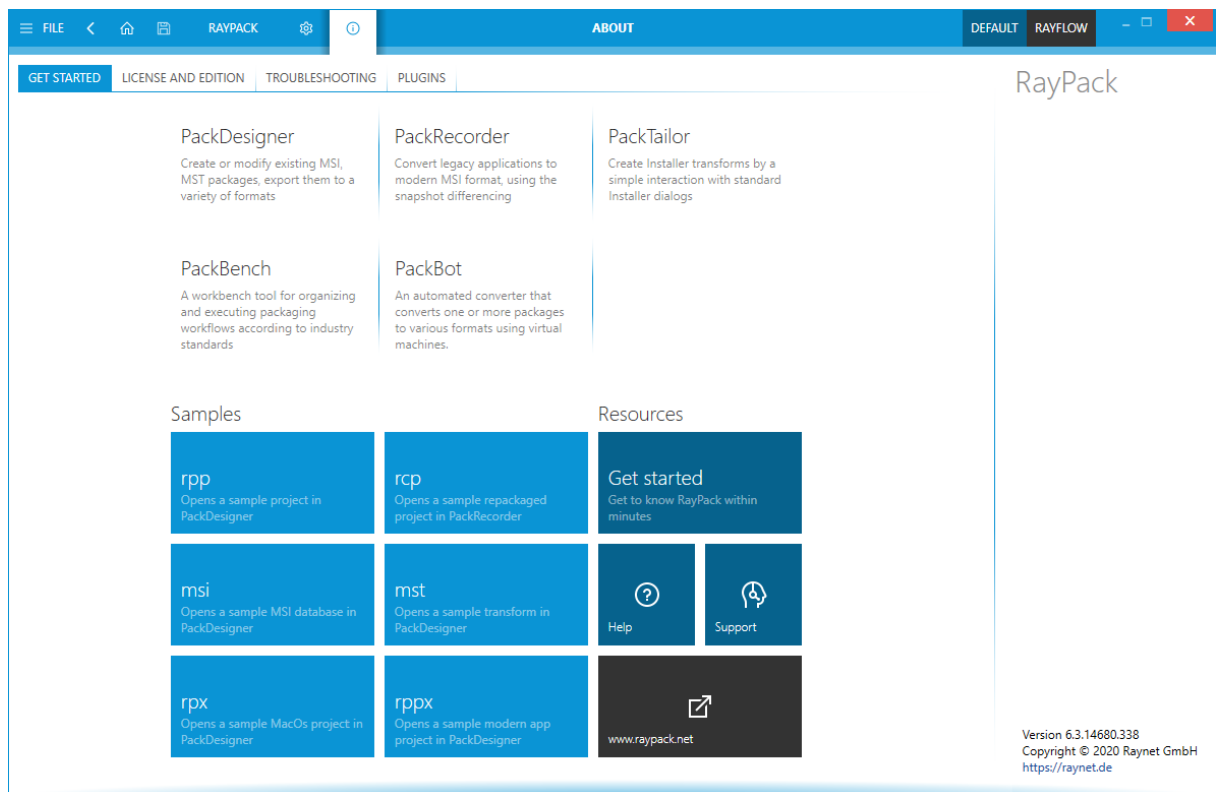 FILE
RAYPACK
ABOUT
DEFAULT
RAYFLOW
GET STARTED
LICENSE AND EDITION
TROUBLESHOOTING
PLUGINS
RayPack
PackDesigner
Create or modify existing MSI,
MST packages, export them to a
variety of formats
PackRecorder
Convert legacy applications to
modern MSI format, using the
snapshot differencing
PackTailor
Create Installer transforms by a
simple interaction with standard
Installer dialogs
PackBench
A workbench tool for organizing
and executing packaging
workflows according to industry
standards
PackBot
An automated converter that
converts one or more packages
to various formats using virtual
machines.
Samples
rpp
Opens a sample project in
PackDesigner
rcp
Opens a sample repackaged
project in PackRecorder
msi
Opens a sample MSI database in
PackDesigner
mst
Opens a sample transform in
PackDesigner
rpx
Opens a sample MacOs project in
PackDesigner
rppx
Opens a sample modern app
project in PackDesigner
Resources
Get started
Get to know RayPack within
minutes
Help
Support
www.raypack.net
Version 6.3.14680.338
Copyright © 2020 Raynet GmbH
https://raynet.de